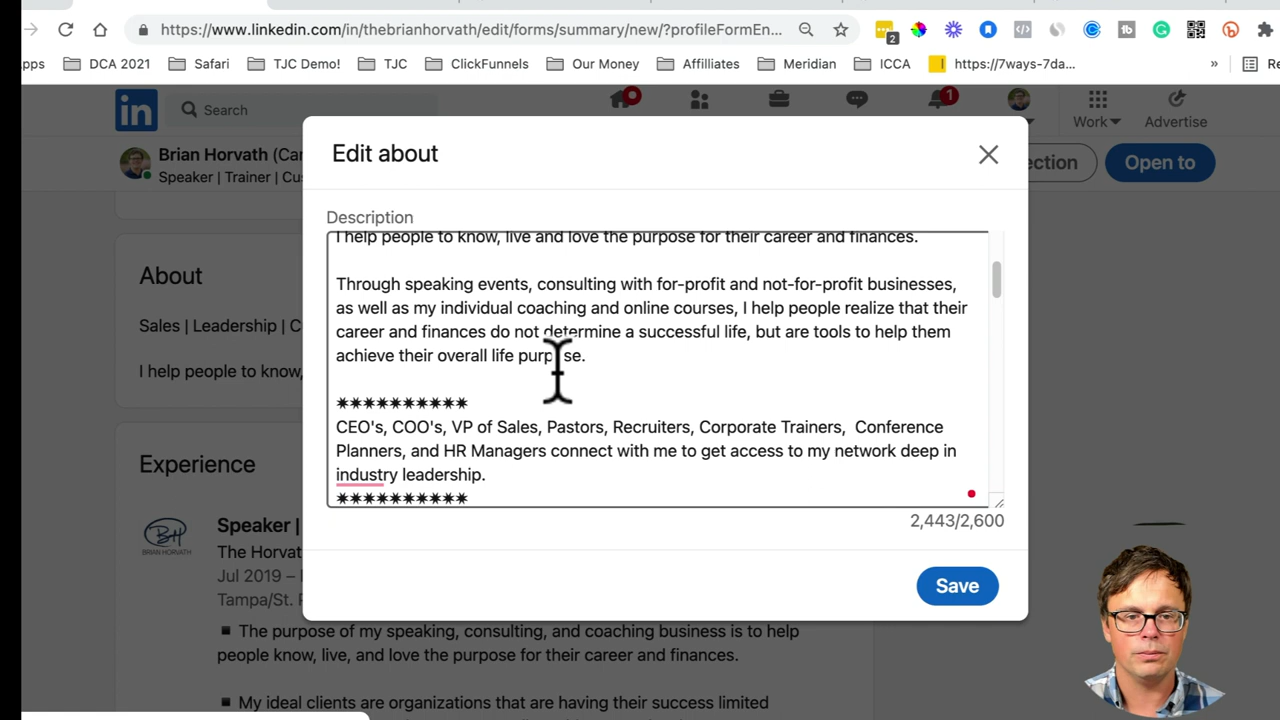 https://www.linkedin.com/in/thebrianhorvath/edit/forms/summary/new/?profileFormEn...
2
DCA 2021
Safari
TJC Demo!
TJC
ClickFunnels
Our Money
Affilliates
Meridian
ICCA
https://7ways-7da...
»
in
Search
1
Work
Advertise
Brian Horvath
Speaker | Trainer |
Open to
Edit about
Description
I help people to know, live and love the purpose for their career and finances.
Through speaking events, consulting with for-profit and not-for-profit businesses,
as well as my individual coaching and online courses, I help people realize that their
career and finances do not determine a successful life, but are tools to help them
achieve their overall life purpose.
✷✷✷✷✷✷✷✷✷✷
CEO's, COO's, VP of Sales, Pastors, Recruiters, Corporate Trainers,  Conference
Planners, and HR Managers connect with me to get access to my network deep in
industry leadership.
✷✷✷✷✷✷✷✷✷✷
2,443/2,600
Save
About
Sales | Leadership | C
I help people to know,
Experience
BH
BRIAN HORVATH
Speaker |
The Horvat
Jul 2019 –
Tampa/St.
▪ The purpose of my speaking, consulting, and coaching business is to help
people know, live, and love the purpose for their career and finances.
▪ My ideal clients are organizations that are having their success limited